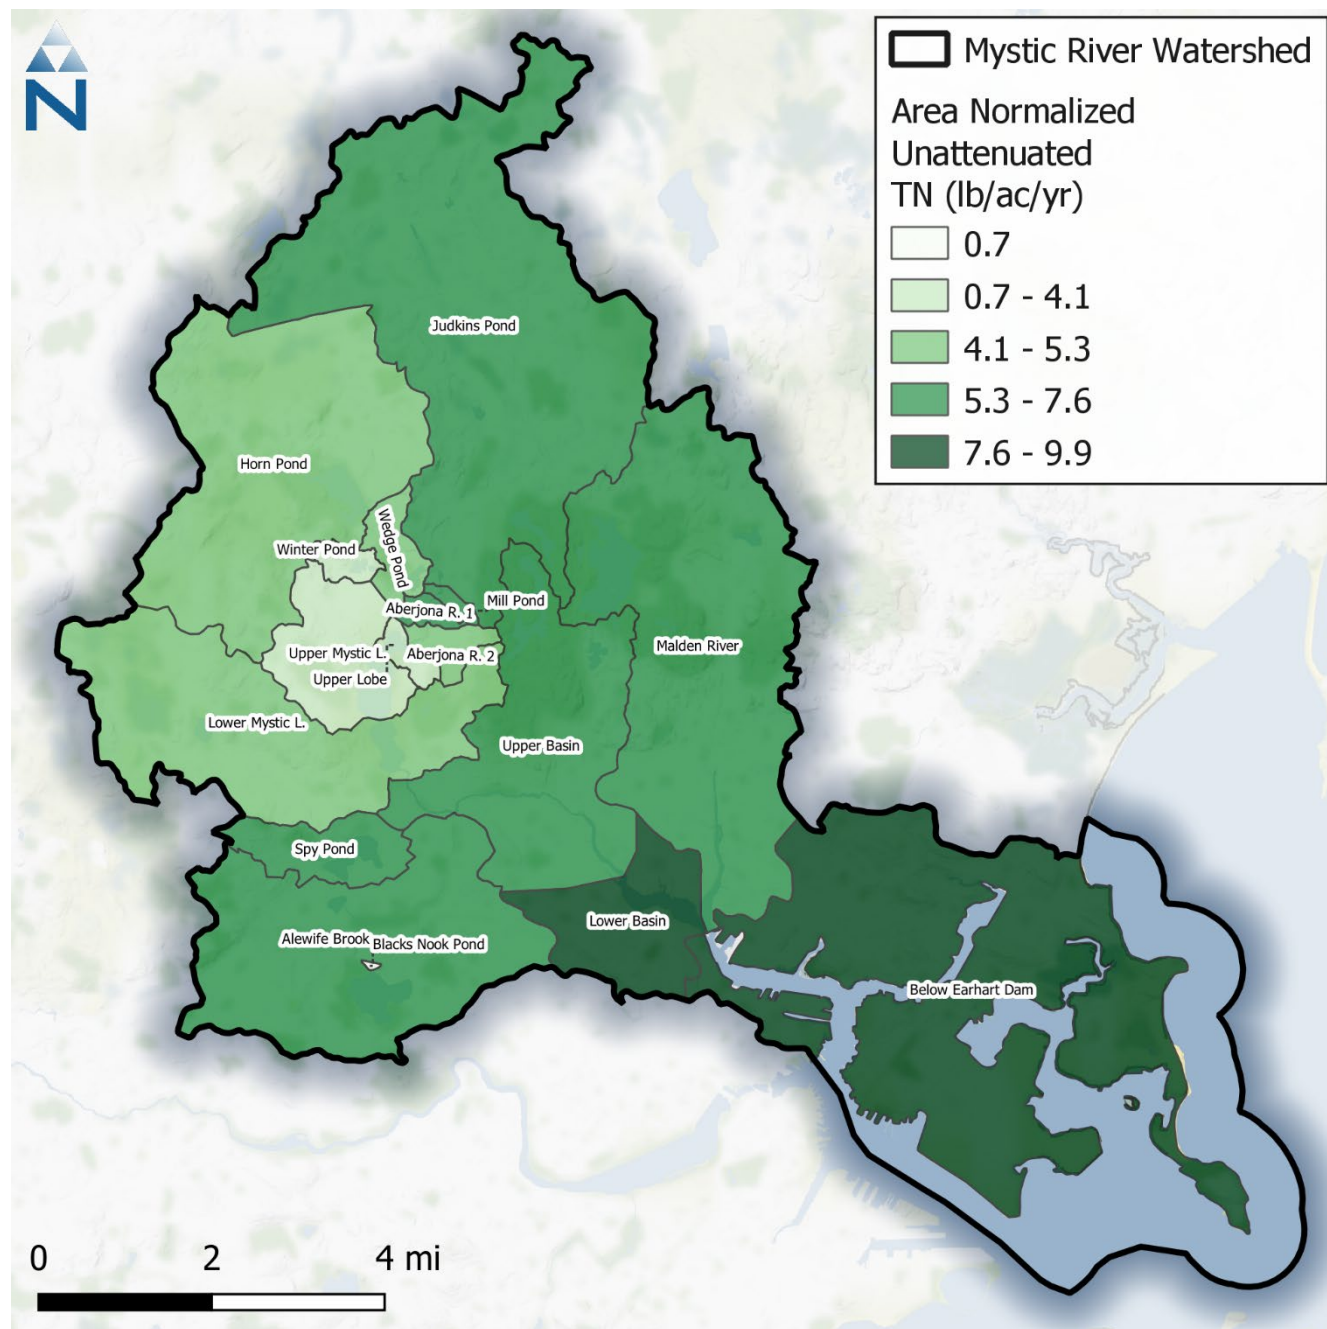 N
Mystic River Watershed
Area Normalized
Unattenuated
TN (lb/ac/yr)
0.7
0.7 - 4.1
4.1 - 5.3
5.3 - 7.6
7.6 - 9.9
Judkins Pond
Horn Pond
Wedge Pond
Winter Pond
Mill Pond
Aberjona R. 1
Malden River
Upper Mystic L.
Aberjona R. 2
Upper Lobe
Lower Mystic L.
Upper Basin
Spy Pond
Lower Basin
Alewife Brook
Blacks Nook Pond
Below Earhart Dam
0 2 4 mi